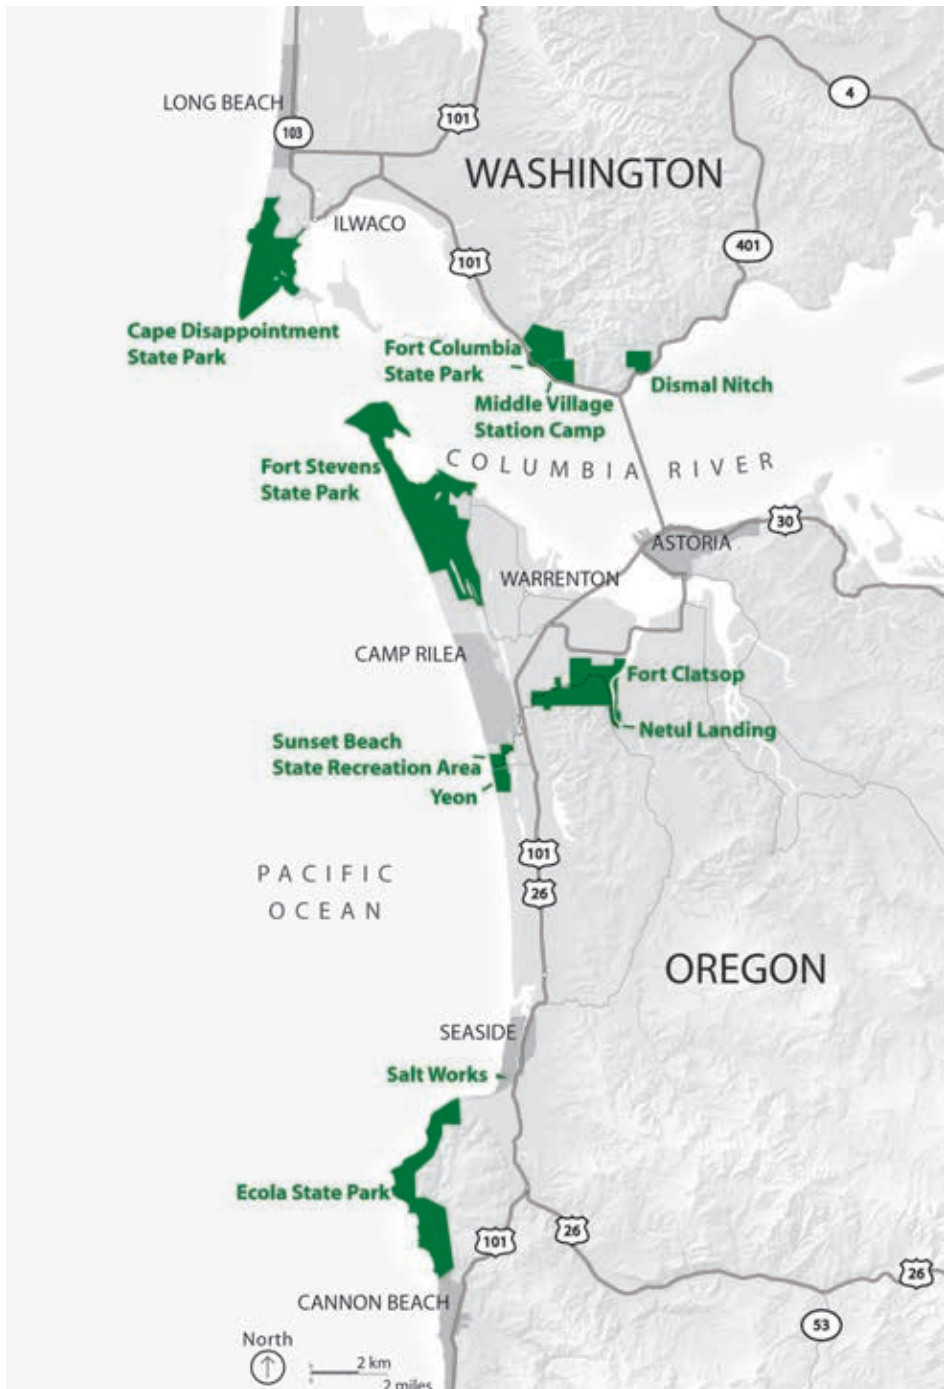 LONG BEACH
103
101
4
WASHINGTON
ILWACO
101
401
Cape Disappointment
State Park
Fort Columbia
State Park
Middle Village
Station Camp
Dismal Nitch
Fort Stevens
State Park
COLUMBIA RIVER
30
ASTORIA
WARRENTON
CAMP RILEA
Fort Clatsop
Netul Landing
Sunset Beach
State Recreation Area
Yeon
101
26
PACIFIC
OCEAN
OREGON
SEASIDE
Salt Works
Ecola State Park
101
26
26
53
CANNON BEACH
North
2 km
2 miles